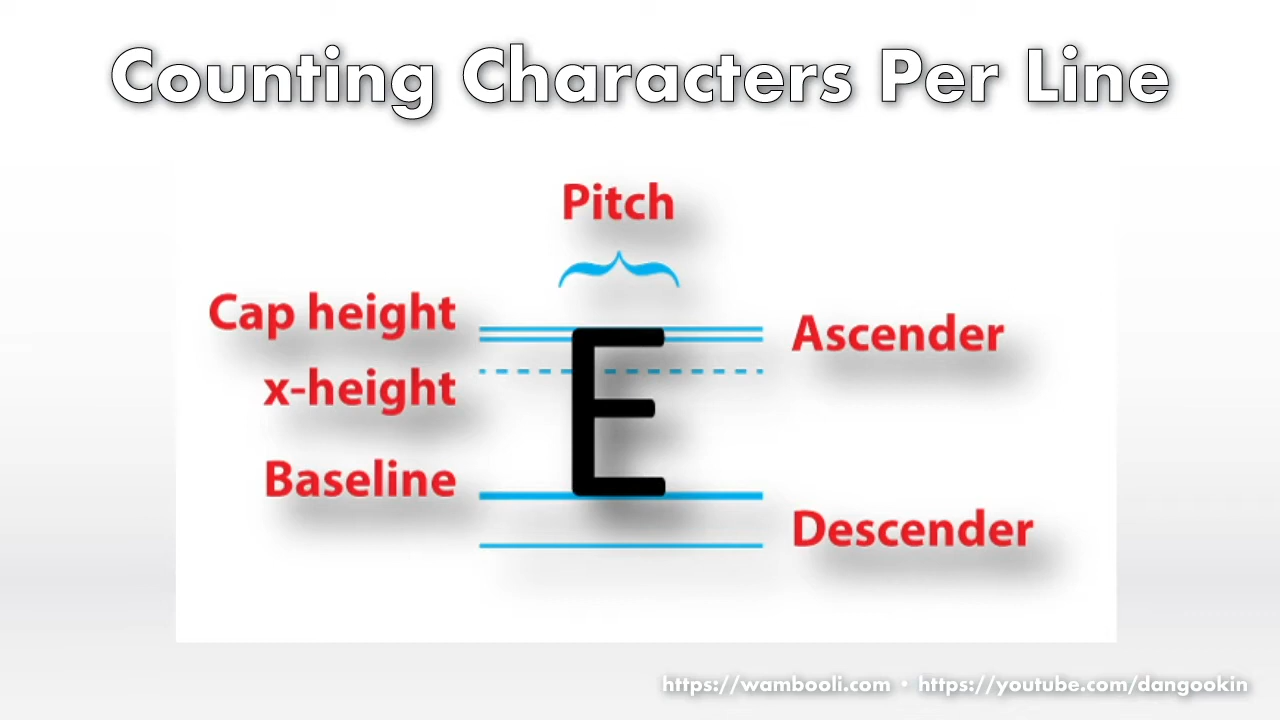 Counting Characters Per Line
Pitch
Cap height
Ascender
x-height
E
Baseline
Descender
https://wambooli.com • https://youtube.com/dangookin